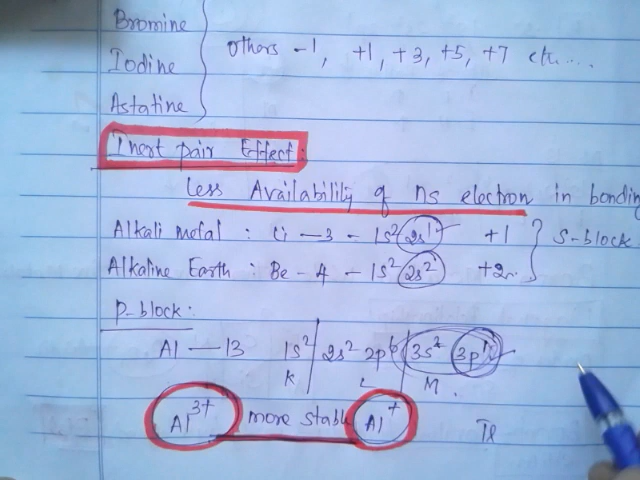 Bromine
Iodine
Astatine
others -1, +1, +3, +5, +7 etc.....
Inert pair Effect:
Less Availability of ns electron in bonding
Alkali metal : Li — 3 - 1s² 2s¹ +1
Alkaline Earth : Be - 4 - 1s² 2s² +2
S-block
P-block:
Al — 13 1s² 2s² 2p⁶ 3s² 3p¹
K L M.
Al³⁺ more stable Al⁺ Tl